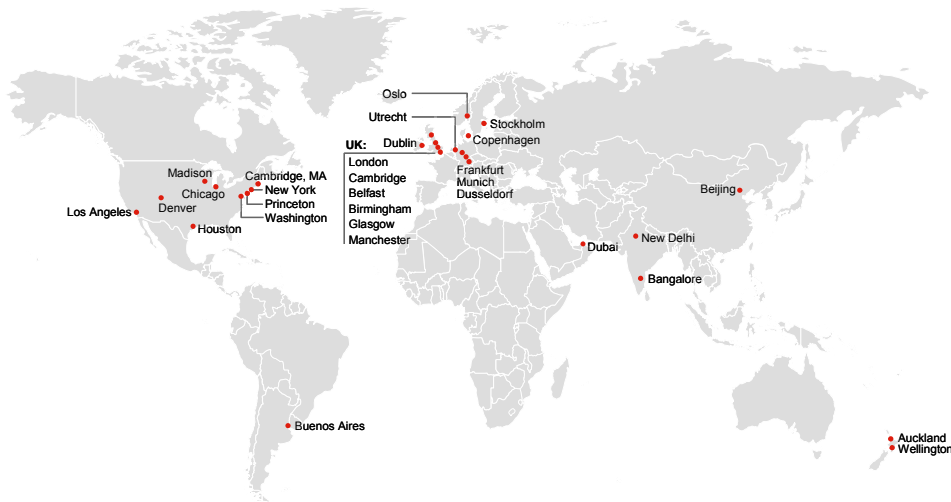 Oslo
Utrecht
Stockholm
UK:
Dublin
Copenhagen
London
Cambridge
Belfast
Birmingham
Glasgow
Manchester
Frankfurt
Munich
Dusseldorf
Madison
Cambridge, MA
Chicago
New York
Denver
Princeton
Los Angeles
Washington
Houston
Beijing
New Delhi
Dubai
Bangalore
Buenos Aires
Auckland
Wellington